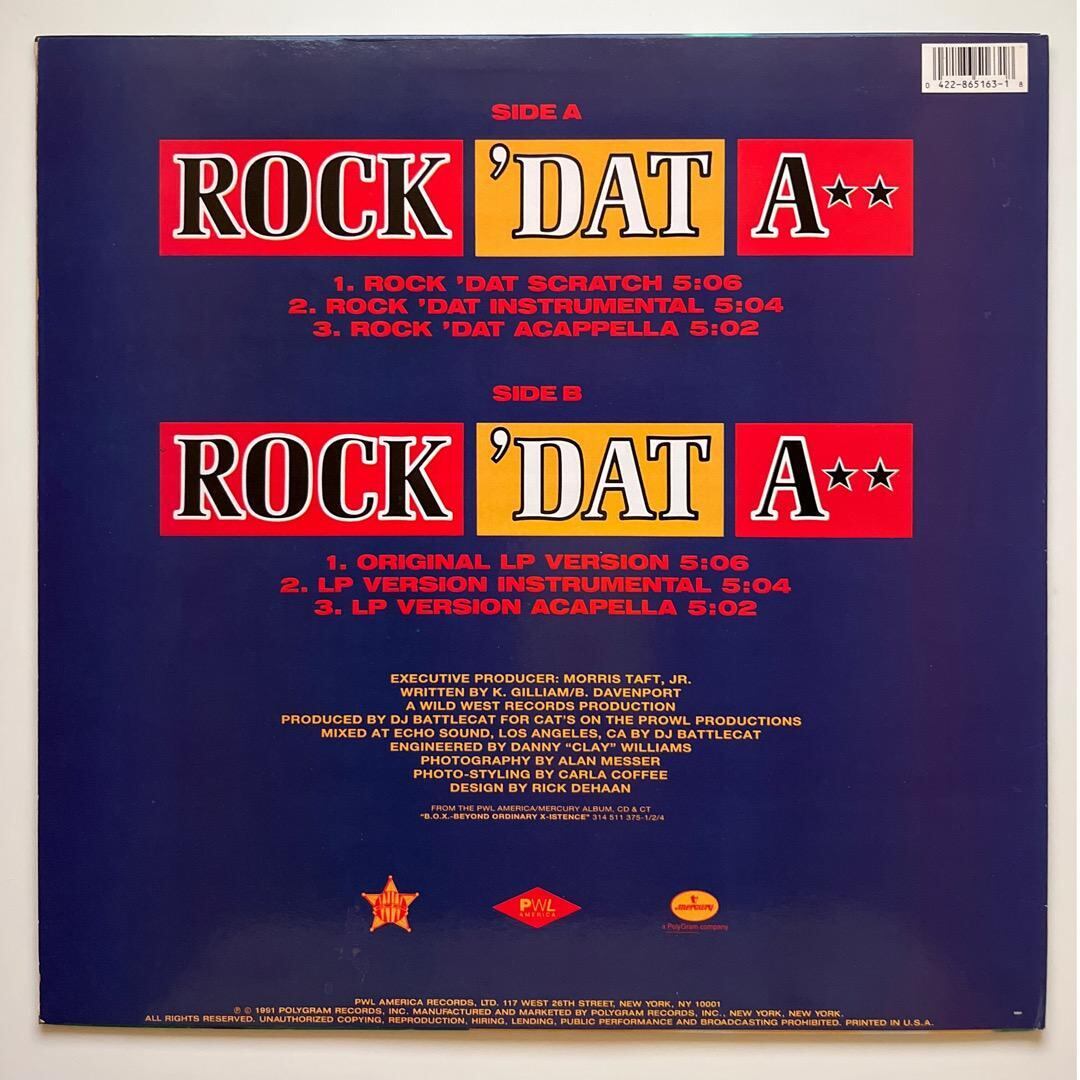 0 422-865163-1 8
SIDE A
ROCK 'DAT A★★
1. ROCK 'DAT SCRATCH 5:06
2. ROCK 'DAT INSTRUMENTAL 5:04
3. ROCK 'DAT ACAPPELLA 5:02
SIDE B
ROCK 'DAT A★★
1. ORIGINAL LP VERSION 5:06
2. LP VERSION INSTRUMENTAL 5:04
3. LP VERSION ACAPELLA 5:02
EXECUTIVE PRODUCER: MORRIS TAFT, JR.
WRITTEN BY K. GILLIAM/B. DAVENPORT
A WILD WEST RECORDS PRODUCTION
PRODUCED BY DJ BATTLECAT FOR CAT'S ON THE PROWL PRODUCTIONS
MIXED AT ECHO SOUND, LOS ANGELES, CA BY DJ BATTLECAT
ENGINEERED BY DANNY "CLAY" WILLIAMS
PHOTOGRAPHY BY ALAN MESSER
PHOTO-STYLING BY CARLA COFFEE
DESIGN BY RICK DEHAAN
FROM THE PWL AMERICA/MERCURY ALBUM, CD & CT
"B.O.X.-BEYOND ORDINARY X-ISTENCE" 314 511 375-1/2/4
PWL
AMERICA
mercury
a PolyGram company
PWL AMERICA RECORDS, LTD. 117 WEST 26TH STREET, NEW YORK, NY 10001
℗ © 1991 POLYGRAM RECORDS, INC. MANUFACTURED AND MARKETED BY POLYGRAM RECORDS, INC., NEW YORK, NEW YORK.
ALL RIGHTS RESERVED. UNAUTHORIZED COPYING, REPRODUCTION, HIRING, LENDING, PUBLIC PERFORMANCE AND BROADCASTING PROHIBITED. PRINTED IN U.S.A.